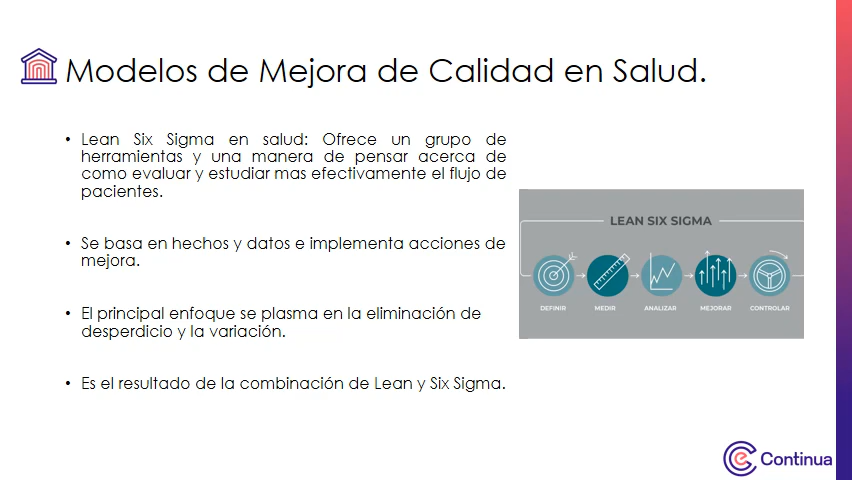 Modelos de Mejora de Calidad en Salud.
• Lean Six Sigma en salud: Ofrece un grupo de
herramientas y una manera de pensar acerca de
como evaluar y estudiar mas efectivamente el flujo de
pacientes.
• Se basa en hechos y datos e implementa acciones de
mejora.
• El principal enfoque se plasma en la eliminación de
desperdicio y la variación.
• Es el resultado de la combinación de Lean y Six Sigma.
LEAN SIX SIGMA
DEFINIR MEDIR ANALIZAR MEJORAR CONTROLAR
Continua